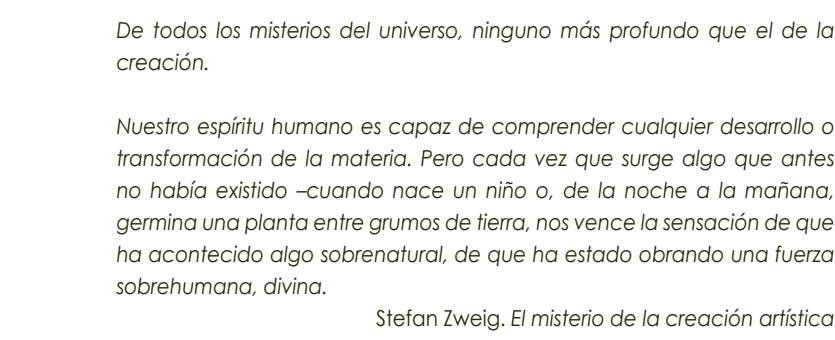 De todos los misterios del universo, ninguno más profundo que el de la
creación.
Nuestro espíritu humano es capaz de comprender cualquier desarrollo o
transformación de la materia. Pero cada vez que surge algo que antes
no había existido –cuando nace un niño o, de la noche a la mañana,
germina una planta entre grumos de tierra, nos vence la sensación de que
ha acontecido algo sobrenatural, de que ha estado obrando una fuerza
sobrehumana, divina.
Stefan Zweig. El misterio de la creación artística